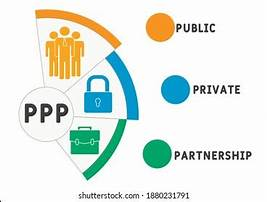 PUBLIC
PPP
PRIVATE
PARTNERSHIP
shutterstock.com · 1880231791